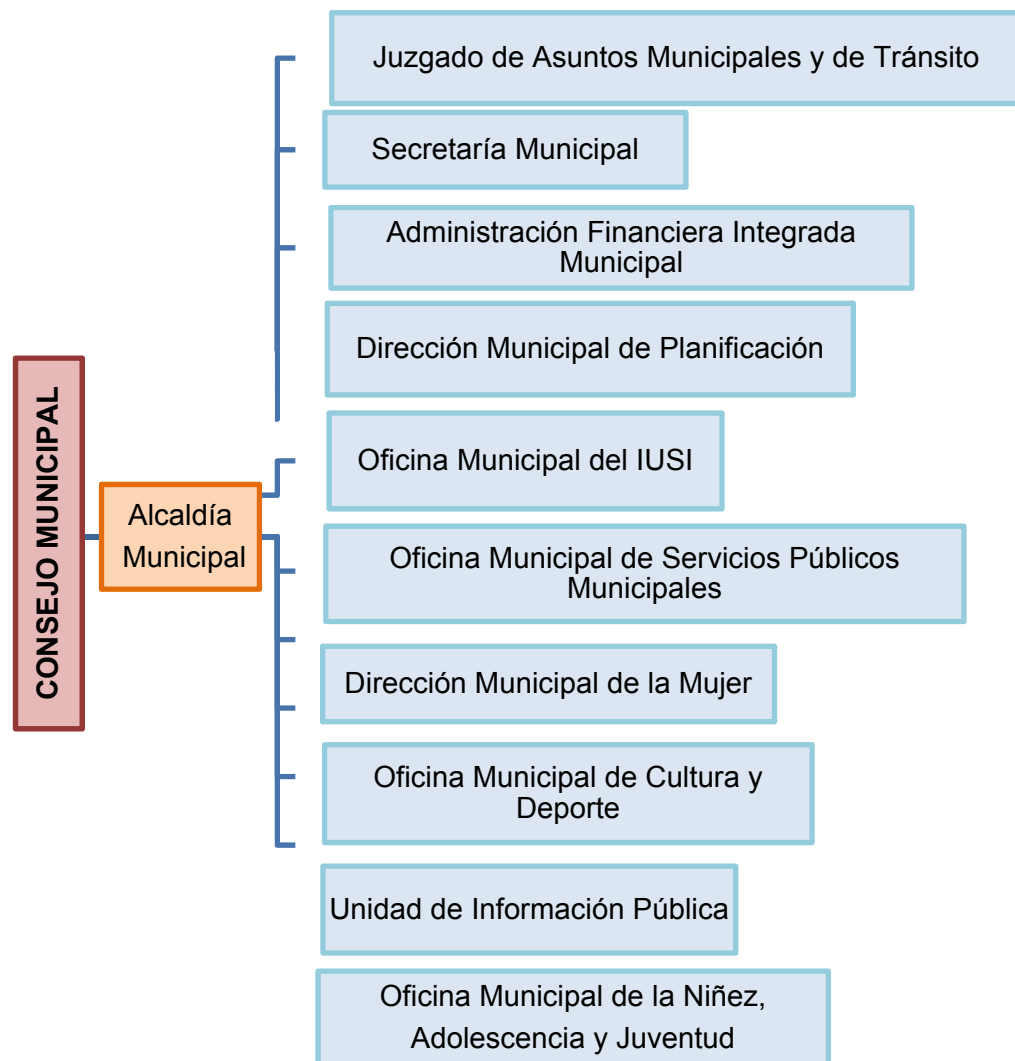 Juzgado de Asuntos Municipales y de Tránsito
Secretaría Municipal
Administración Financiera Integrada
Municipal
Dirección Municipal de Planificación
CONSEJO MUNICIPAL
Alcaldía
Municipal
Oficina Municipal del IUSI
Oficina Municipal de Servicios Públicos
Municipales
Dirección Municipal de la Mujer
Oficina Municipal de Cultura y
Deporte
Unidad de Información Pública
Oficina Municipal de la Niñez,
Adolescencia y Juventud